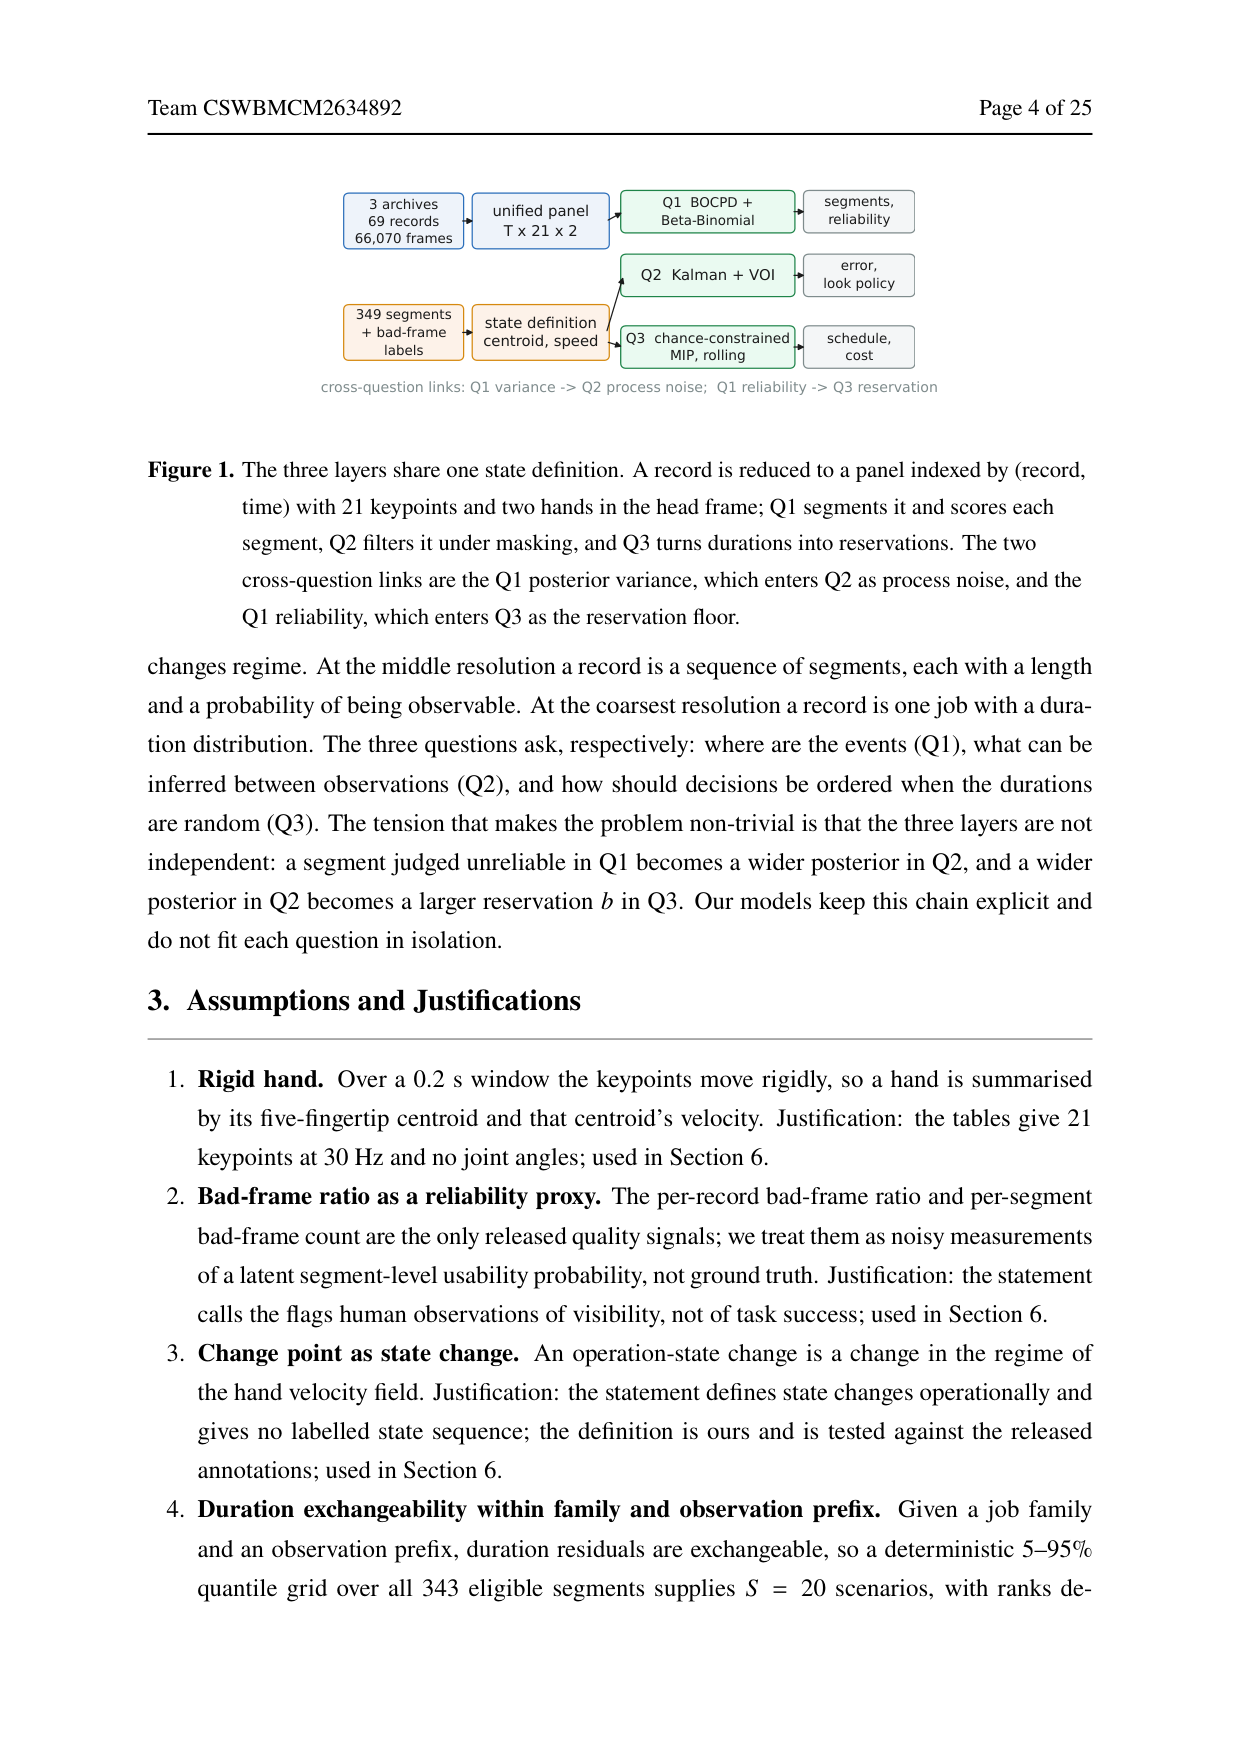 Team CSWBMCM2634892
Page 4 of 25
3 archives
69 records
66,070 frames
unified panel
T x 21 x 2
Q1 BOCPD +
Beta-Binomial
segments,
reliability
Q2 Kalman + VOI
error,
look policy
349 segments
+ bad-frame
labels
state definition
centroid, speed
Q3 chance-constrained
MIP, rolling
schedule,
cost
cross-question links: Q1 variance -> Q2 process noise; Q1 reliability -> Q3 reservation
Figure 1. The three layers share one state definition. A record is reduced to a panel indexed by (record,
time) with 21 keypoints and two hands in the head frame; Q1 segments it and scores each
segment, Q2 filters it under masking, and Q3 turns durations into reservations. The two
cross-question links are the Q1 posterior variance, which enters Q2 as process noise, and the
Q1 reliability, which enters Q3 as the reservation floor.
changes regime. At the middle resolution a record is a sequence of segments, each with a length
and a probability of being observable. At the coarsest resolution a record is one job with a dura-
tion distribution. The three questions ask, respectively: where are the events (Q1), what can be
inferred between observations (Q2), and how should decisions be ordered when the durations
are random (Q3). The tension that makes the problem non-trivial is that the three layers are not
independent: a segment judged unreliable in Q1 becomes a wider posterior in Q2, and a wider
posterior in Q2 becomes a larger reservation b in Q3. Our models keep this chain explicit and
do not fit each question in isolation.
3. Assumptions and Justifications
1. Rigid hand. Over a 0.2 s window the keypoints move rigidly, so a hand is summarised
by its five-fingertip centroid and that centroid's velocity. Justification: the tables give 21
keypoints at 30 Hz and no joint angles; used in Section 6.
2. Bad-frame ratio as a reliability proxy. The per-record bad-frame ratio and per-segment
bad-frame count are the only released quality signals; we treat them as noisy measurements
of a latent segment-level usability probability, not ground truth. Justification: the statement
calls the flags human observations of visibility, not of task success; used in Section 6.
3. Change point as state change. An operation-state change is a change in the regime of
the hand velocity field. Justification: the statement defines state changes operationally and
gives no labelled state sequence; the definition is ours and is tested against the released
annotations; used in Section 6.
4. Duration exchangeability within family and observation prefix. Given a job family
and an observation prefix, duration residuals are exchangeable, so a deterministic 5–95%
quantile grid over all 343 eligible segments supplies S = 20 scenarios, with ranks de-